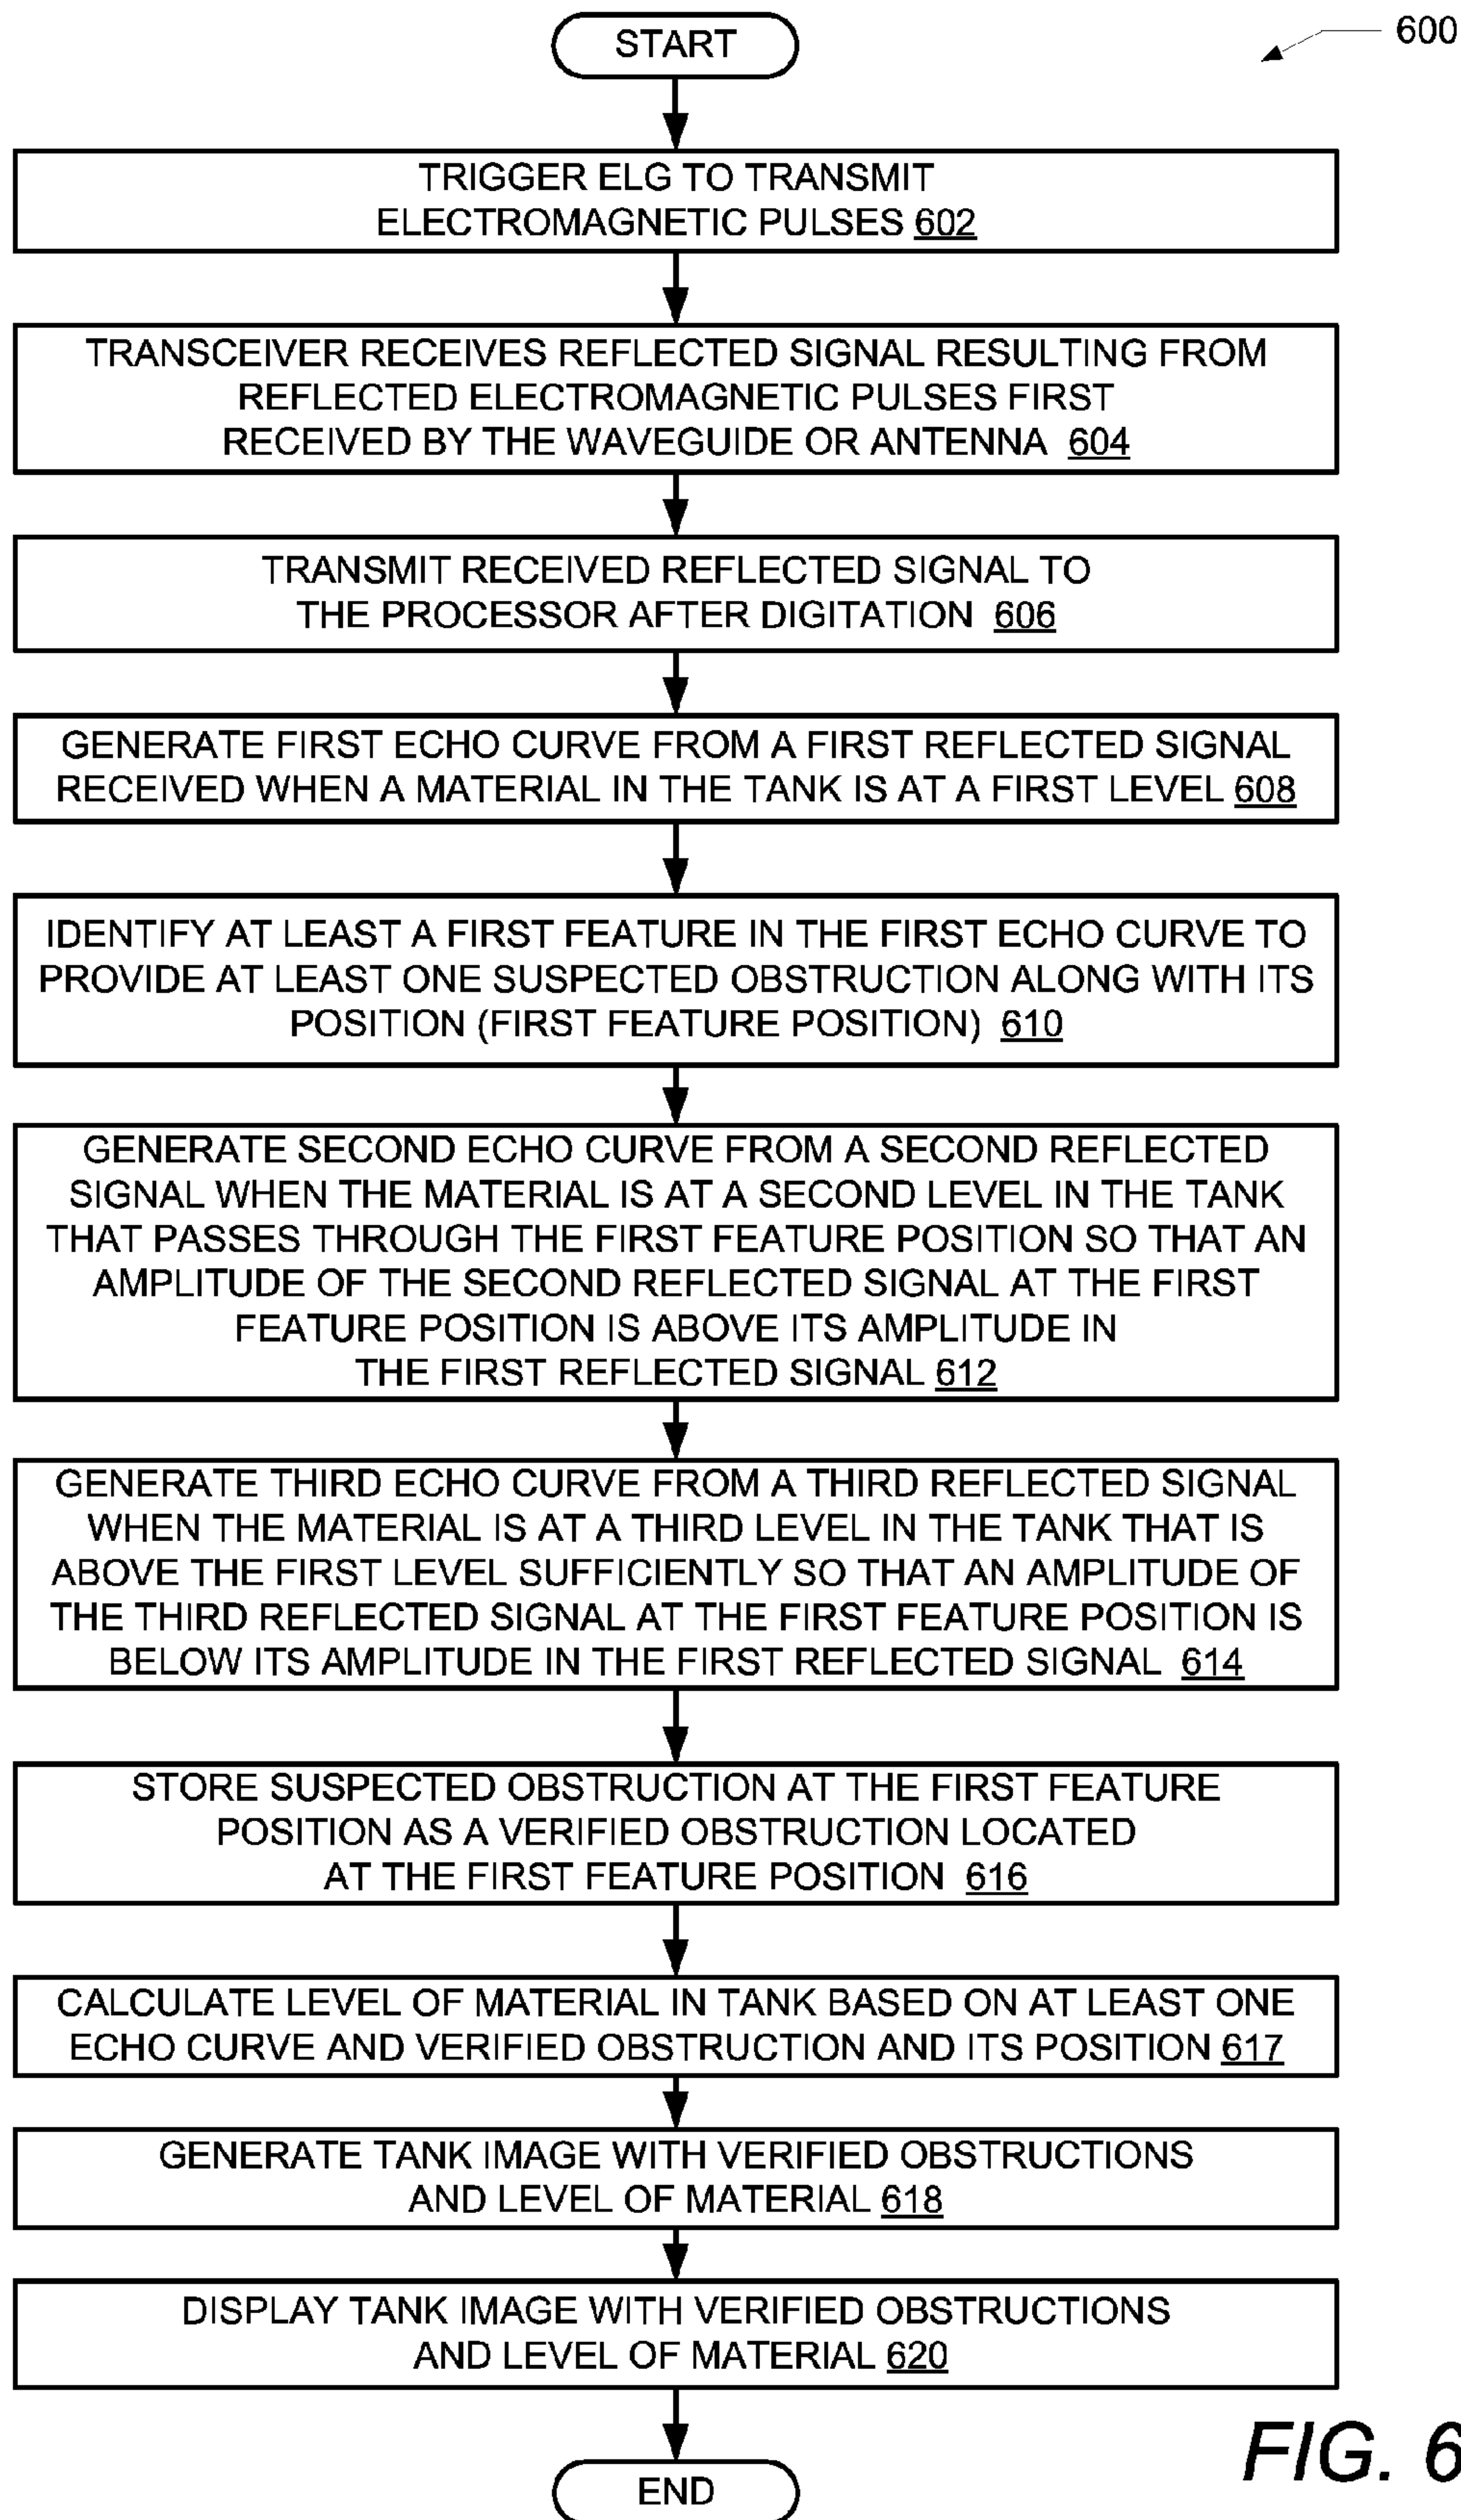 START
600
TRIGGER ELG TO TRANSMIT
ELECTROMAGNETIC PULSES 602
TRANSCEIVER RECEIVES REFLECTED SIGNAL RESULTING FROM
REFLECTED ELECTROMAGNETIC PULSES FIRST
RECEIVED BY THE WAVEGUIDE OR ANTENNA 604
TRANSMIT RECEIVED REFLECTED SIGNAL TO
THE PROCESSOR AFTER DIGITATION 606
GENERATE FIRST ECHO CURVE FROM A FIRST REFLECTED SIGNAL
RECEIVED WHEN A MATERIAL IN THE TANK IS AT A FIRST LEVEL 608
IDENTIFY AT LEAST A FIRST FEATURE IN THE FIRST ECHO CURVE TO
PROVIDE AT LEAST ONE SUSPECTED OBSTRUCTION ALONG WITH ITS
POSITION (FIRST FEATURE POSITION) 610
GENERATE SECOND ECHO CURVE FROM A SECOND REFLECTED
SIGNAL WHEN THE MATERIAL IS AT A SECOND LEVEL IN THE TANK
THAT PASSES THROUGH THE FIRST FEATURE POSITION SO THAT AN
AMPLITUDE OF THE SECOND REFLECTED SIGNAL AT THE FIRST
FEATURE POSITION IS ABOVE ITS AMPLITUDE IN
THE FIRST REFLECTED SIGNAL 612
GENERATE THIRD ECHO CURVE FROM A THIRD REFLECTED SIGNAL
WHEN THE MATERIAL IS AT A THIRD LEVEL IN THE TANK THAT IS
ABOVE THE FIRST LEVEL SUFFICIENTLY SO THAT AN AMPLITUDE OF
THE THIRD REFLECTED SIGNAL AT THE FIRST FEATURE POSITION IS
BELOW ITS AMPLITUDE IN THE FIRST REFLECTED SIGNAL 614
STORE SUSPECTED OBSTRUCTION AT THE FIRST FEATURE
POSITION AS A VERIFIED OBSTRUCTION LOCATED
AT THE FIRST FEATURE POSITION 616
CALCULATE LEVEL OF MATERIAL IN TANK BASED ON AT LEAST ONE
ECHO CURVE AND VERIFIED OBSTRUCTION AND ITS POSITION 617
GENERATE TANK IMAGE WITH VERIFIED OBSTRUCTIONS
AND LEVEL OF MATERIAL 618
DISPLAY TANK IMAGE WITH VERIFIED OBSTRUCTIONS
AND LEVEL OF MATERIAL 620
END
FIG. 6